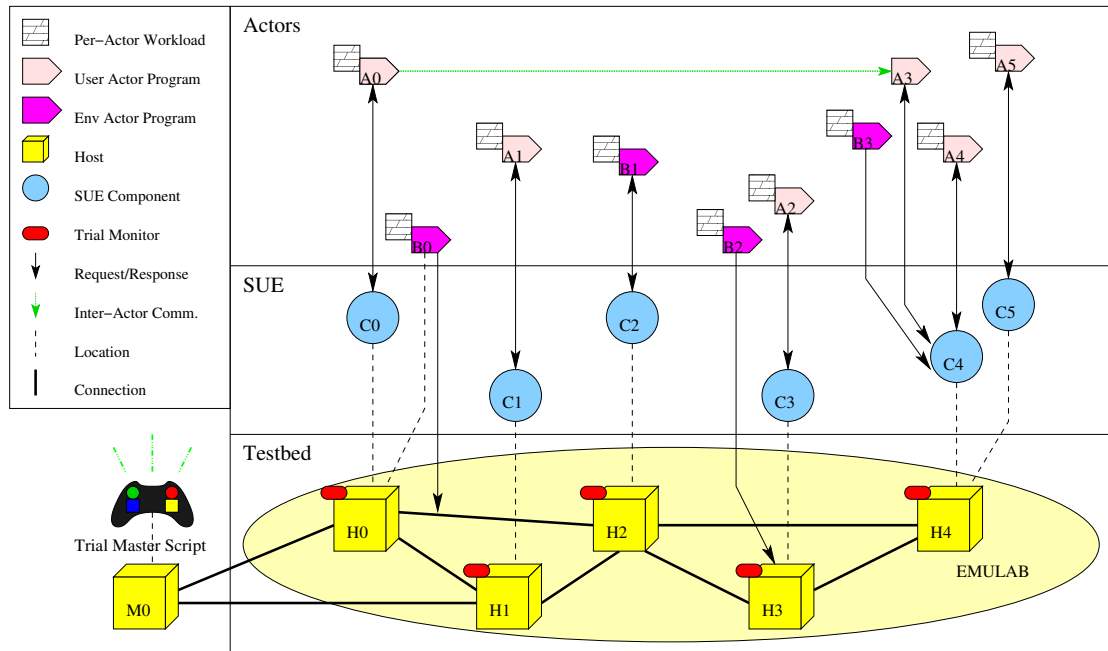 Per-Actor Workload
User Actor Program
Env Actor Program
Host
SUE Component
Trial Monitor
Request/Response
Inter-Actor Comm.
Location
Connection
Actors
A0
A3
A5
A1
B1
B3
A4
A2
B0
B2
SUE
C0
C2
C5
C4
C1
C3
Testbed
H0
H2
H4
H1
H3
EMULAB
Trial Master Script
M0